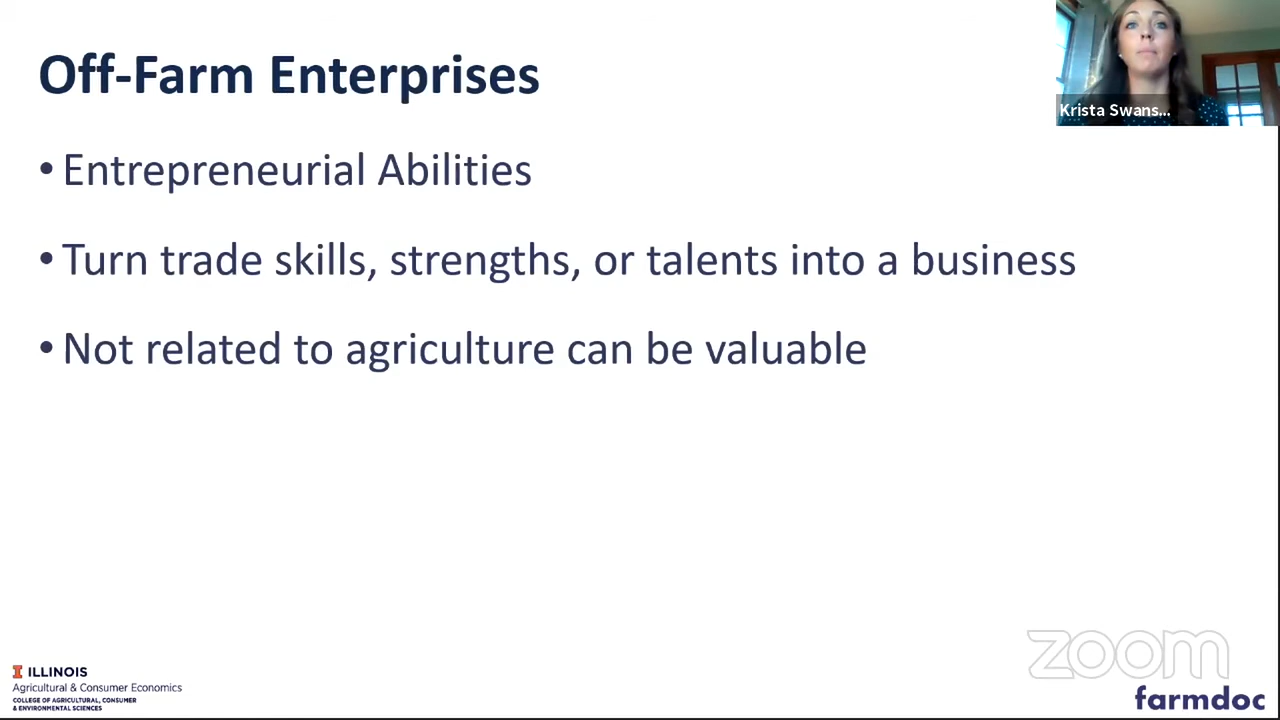 Off-Farm Enterprises
Krista Swans...
• Entrepreneurial Abilities
• Turn trade skills, strengths, or talents into a business
• Not related to agriculture can be valuable
I ILLINOIS
Agricultural & Consumer Economics
COLLEGE OF AGRICULTURAL, CONSUMER
& ENVIRONMENTAL SCIENCES
zoom
farmdoc